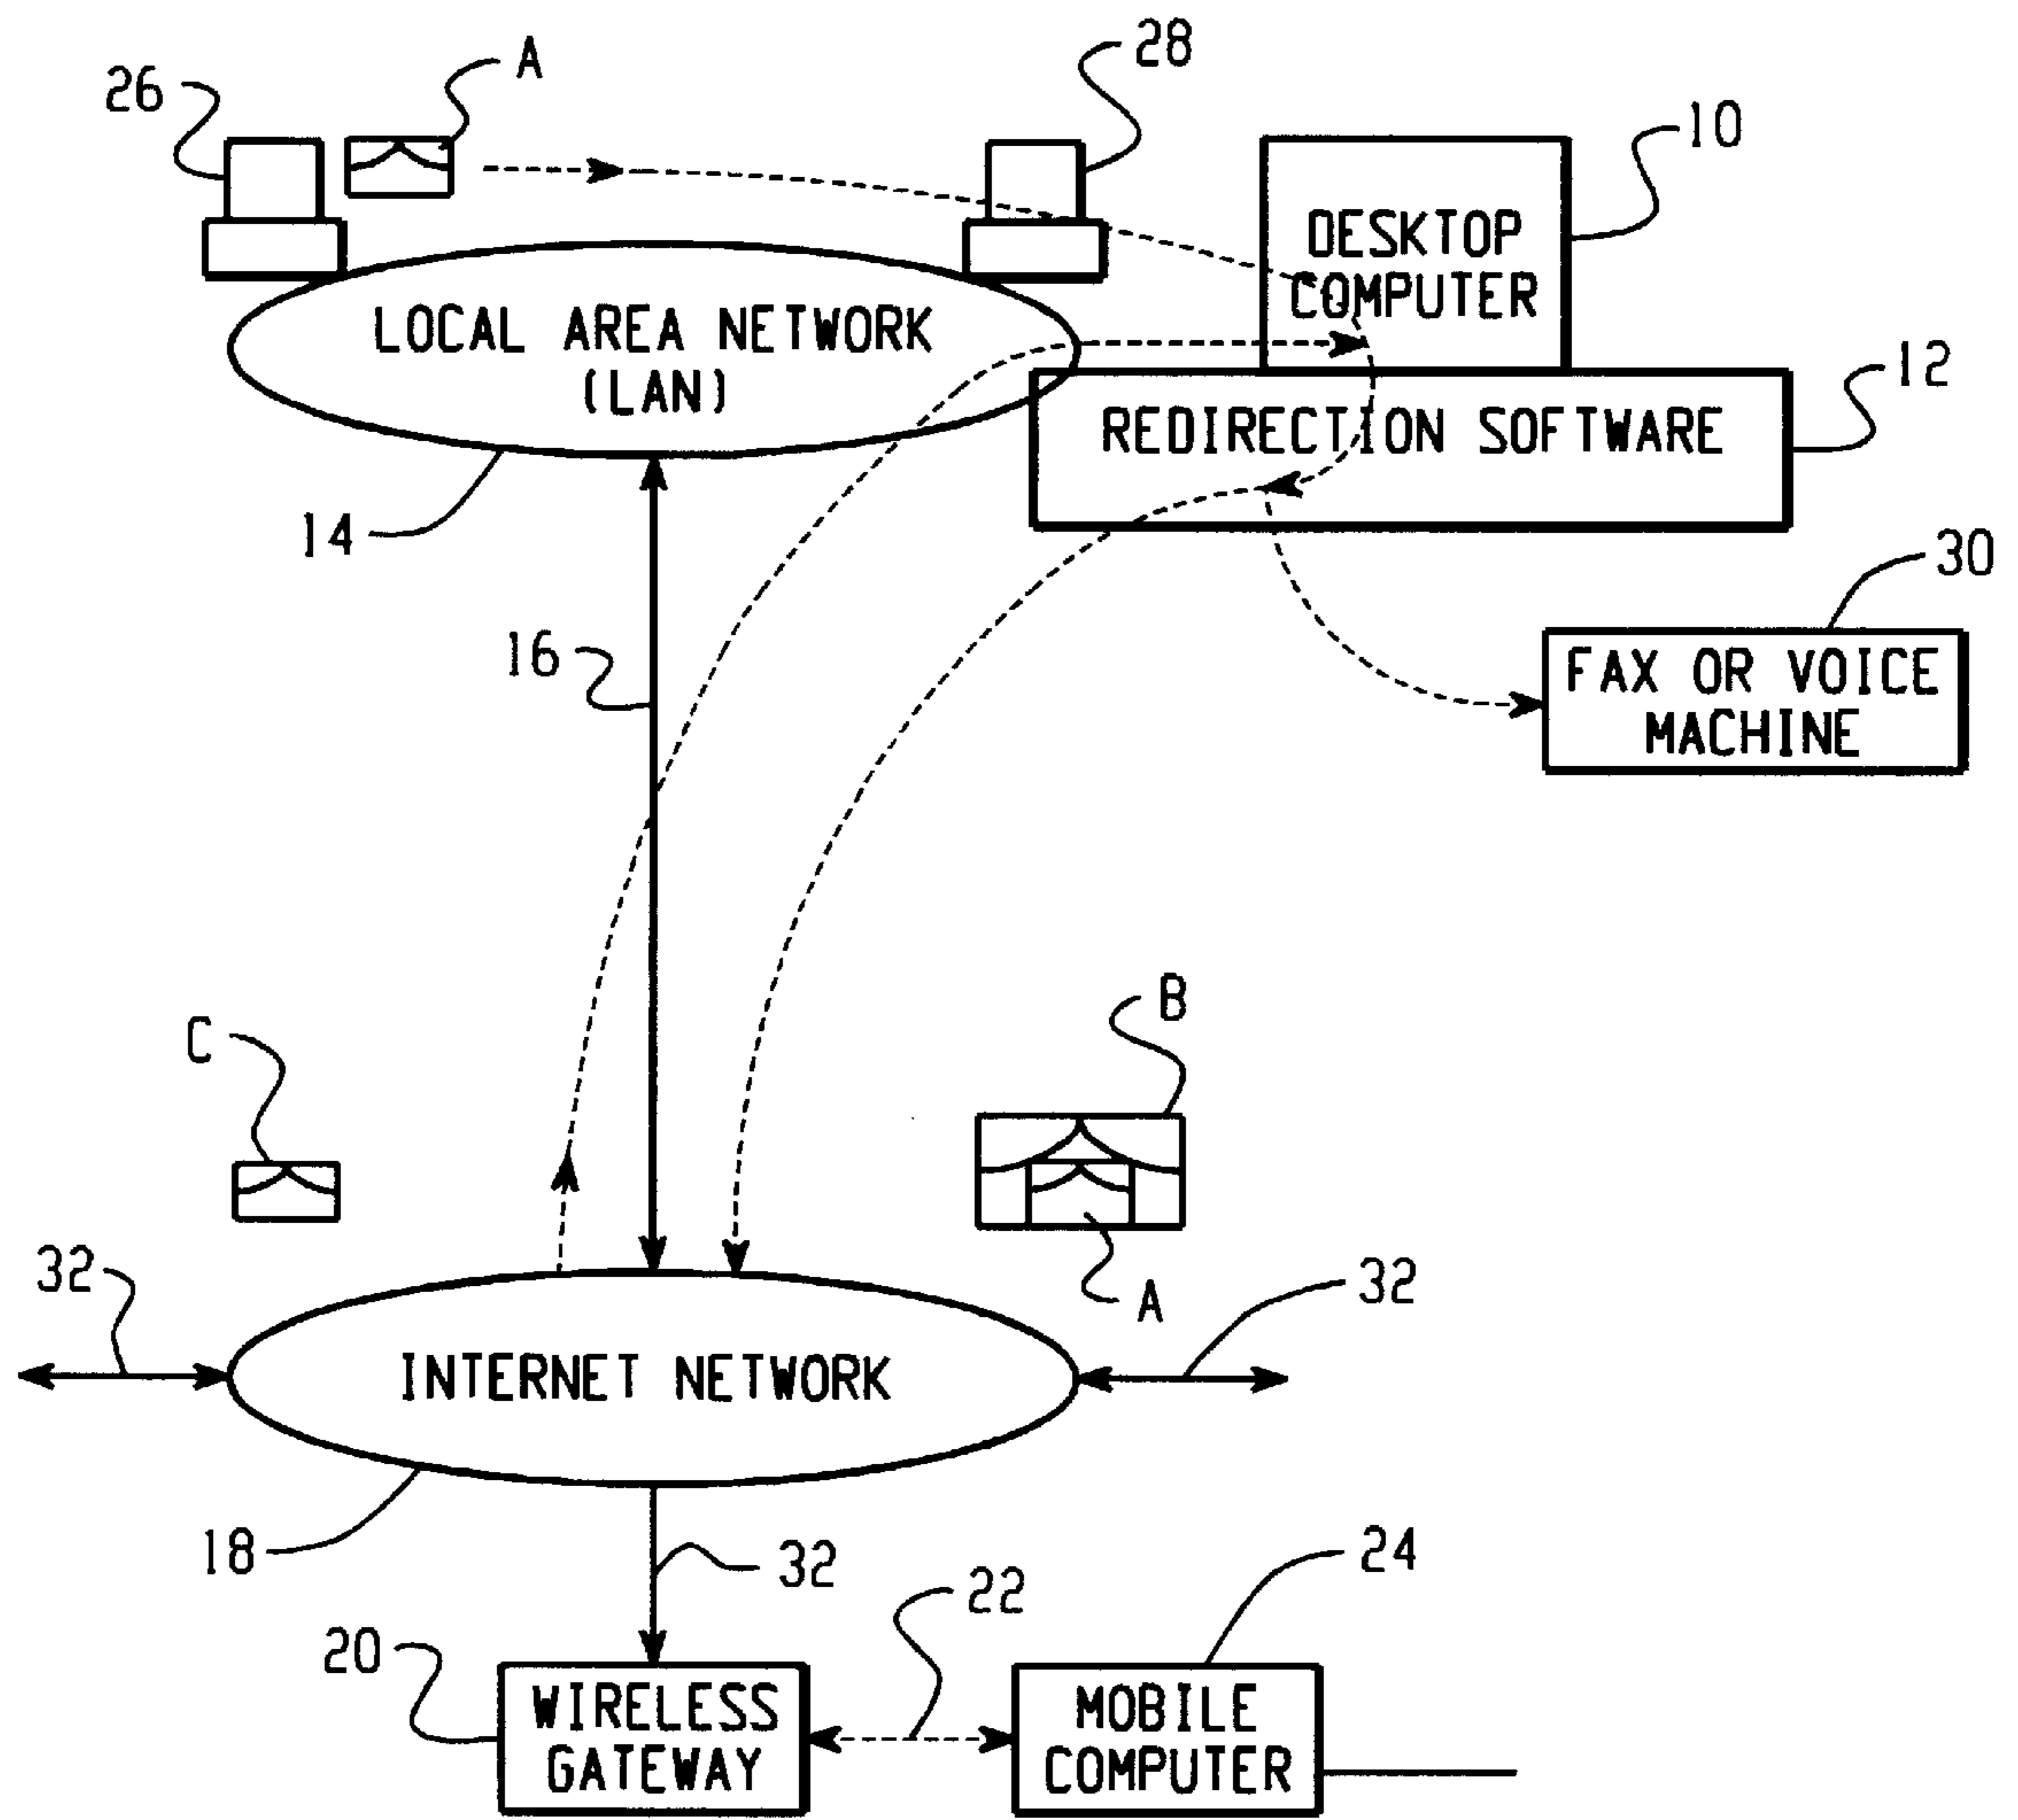 26
A
28
10
DESKTOP
COMPUTER
LOCAL AREA NETWORK
(LAN)
12
REDIRECTION SOFTWARE
14
30
16
FAX OR VOICE
MACHINE
B
C
32
A
32
INTERNET NETWORK
18
32
24
22
20
WIRELESS
GATEWAY
MOBILE
COMPUTER